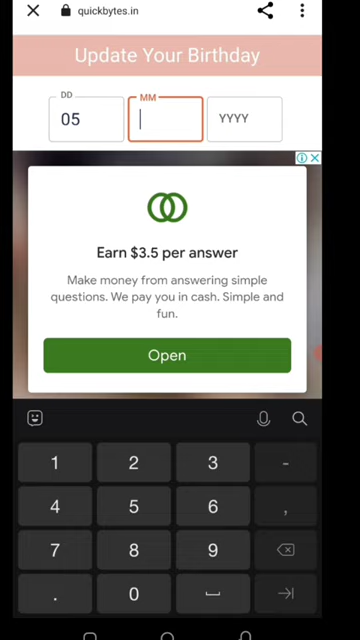 quickbytes.in
Update Your Birthday
DD
MM
05
YYYY
Earn $3.5 per answer
Make money from answering simple
questions. We pay you in cash. Simple and
fun.
Open
1 2 3 -
4 5 6 ,
7 8 9
. 0